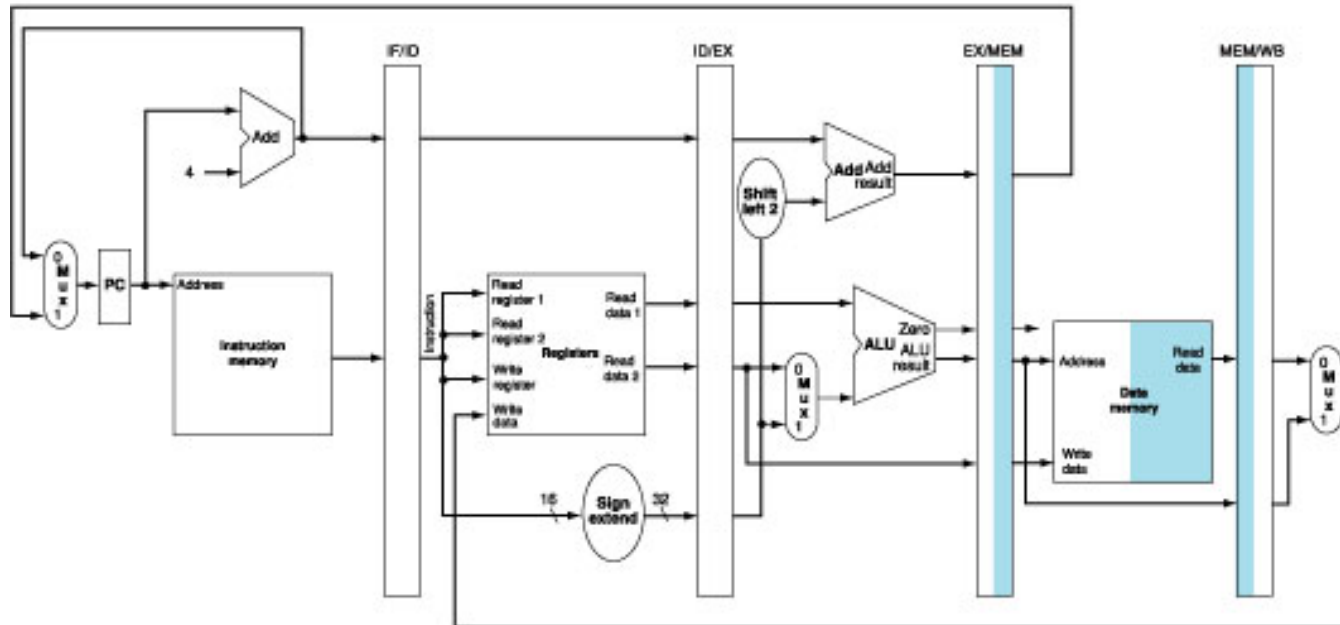 IF/ID
ID/EX
EX/MEM
MEM/WB
Add
4
Shift
left 2
Add
Add
result
0
M
u
x
1
PC
Address
Instruction
memory
Instruction
Read
register 1
Read
register 2
Write
register
Write
data
Registers
Read
data 1
Read
data 2
0
M
u
x
1
Zero
ALU
ALU
result
Address
Read
data
Data
memory
Write
data
0
M
u
x
1
16
Sign
extend
32